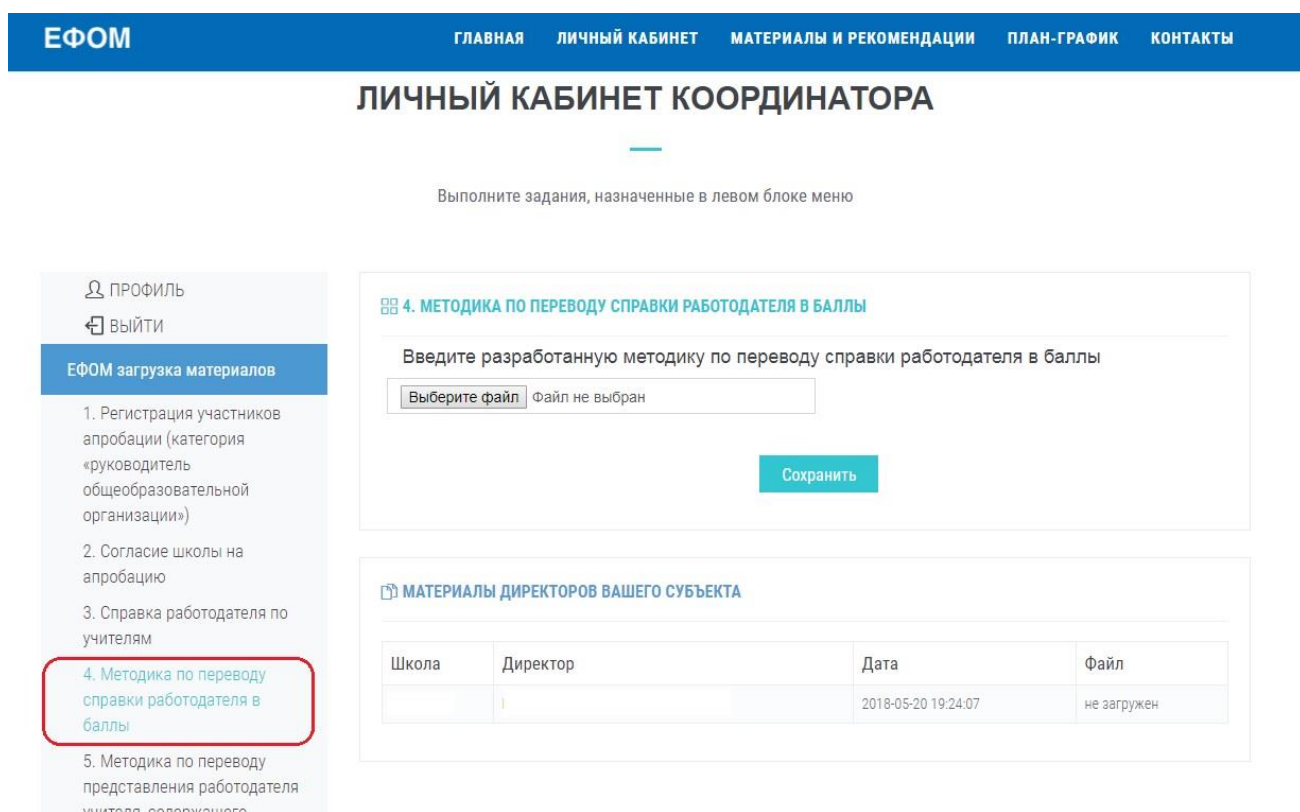 ЕФОМ
ГЛАВНАЯ ЛИЧНЫЙ КАБИНЕТ МАТЕРИАЛЫ И РЕКОМЕНДАЦИИ ПЛАН-ГРАФИК КОНТАКТЫ
ЛИЧНЫЙ КАБИНЕТ КООРДИНАТОРА
Выполните задания, назначенные в левом блоке меню
ПРОФИЛЬ
ВЫЙТИ
ЕФОМ загрузка материалов
1. Регистрация участников
апробации (категория
«руководитель
общеобразовательной
организации»)
2. Согласие школы на
апробацию
3. Справка работодателя по
учителям
4. Методика по переводу
справки работодателя в
баллы
5. Методика по переводу
представления работодателя
учителя, содержащего
4. МЕТОДИКА ПО ПЕРЕВОДУ СПРАВКИ РАБОТОДАТЕЛЯ В БАЛЛЫ
Введите разработанную методику по переводу справки работодателя в баллы
Выберите файл Файл не выбран
Сохранить
МАТЕРИАЛЫ ДИРЕКТОРОВ ВАШЕГО СУБЪЕКТА
Школа Директор Дата Файл
2018-05-20 19:24:07 не загружен